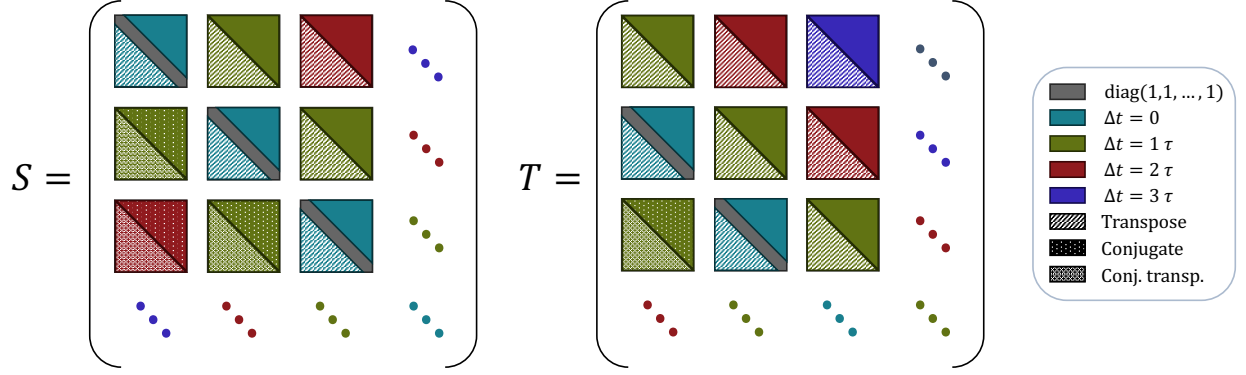 S =
T =
diag(1,1, … , 1)
Δt = 0
Δt = 1 τ
Δt = 2 τ
Δt = 3 τ
Transpose
Conjugate
Conj. transp.